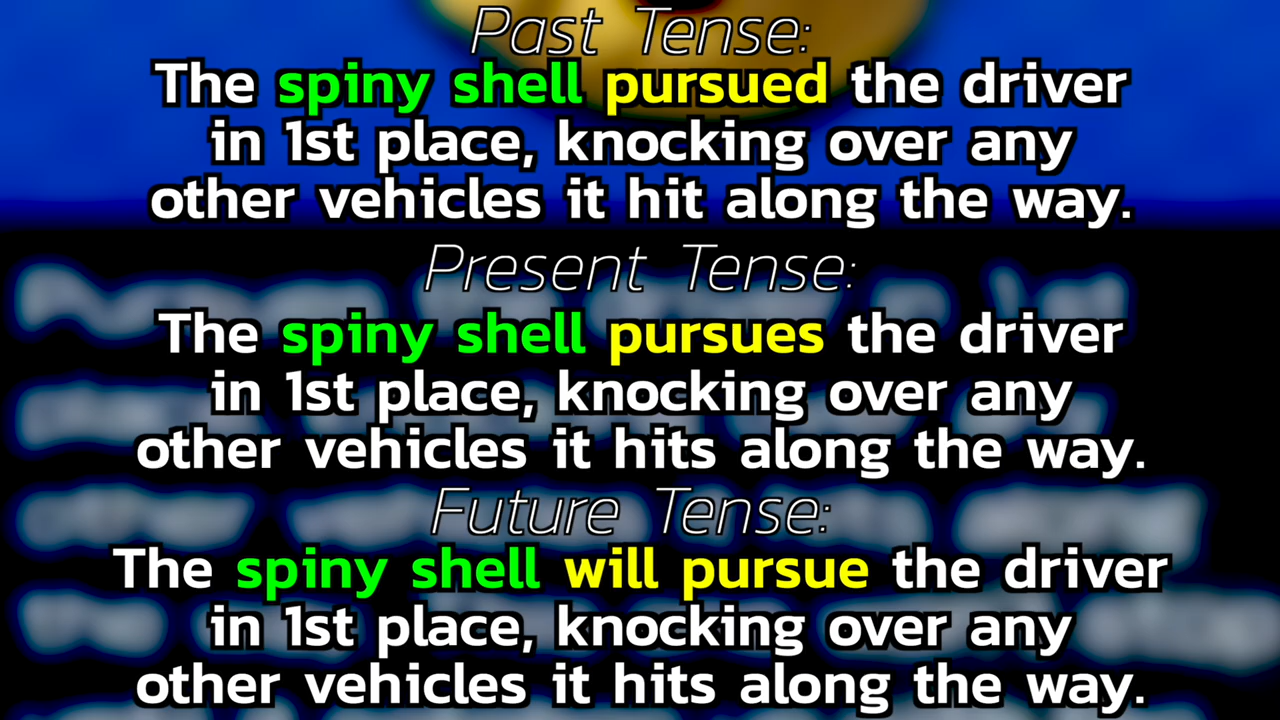 Past Tense:
The spiny shell pursued the driver
in 1st place, knocking over any
other vehicles it hit along the way.
Present Tense:
The spiny shell pursues the driver
in 1st place, knocking over any
other vehicles it hits along the way.
Future Tense:
The spiny shell will pursue the driver
in 1st place, knocking over any
other vehicles it hits along the way.